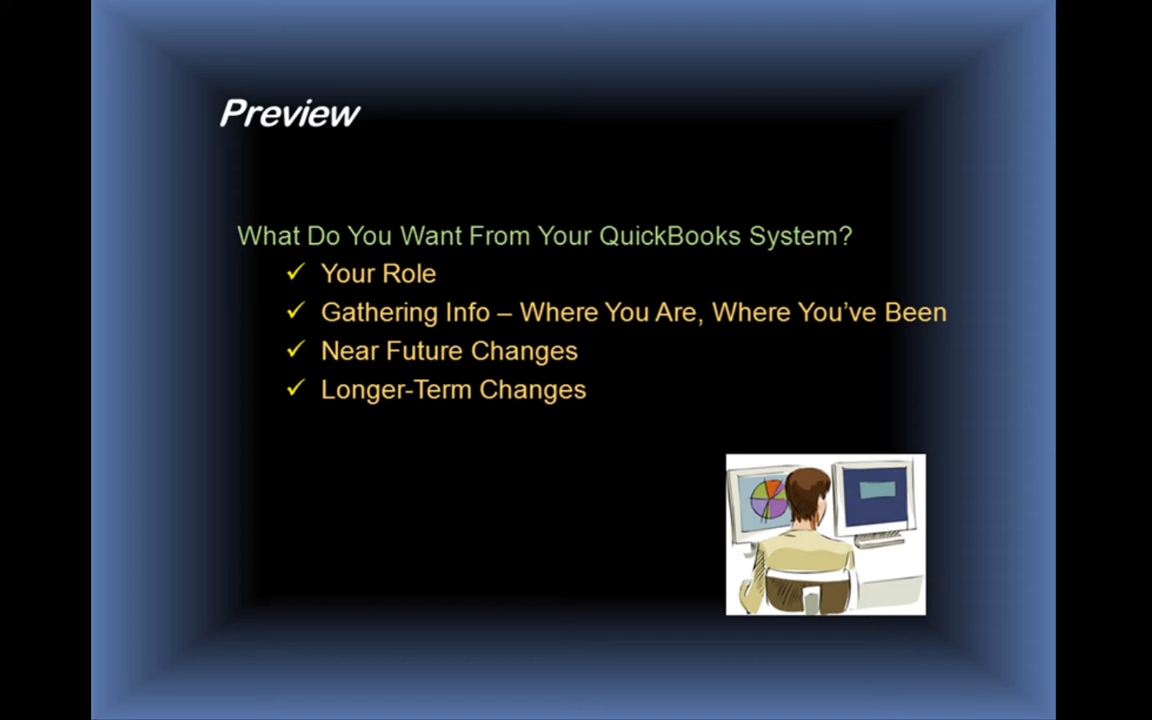 Preview
What Do You Want From Your QuickBooks System?
✓ Your Role
✓ Gathering Info – Where You Are, Where You’ve Been
✓ Near Future Changes
✓ Longer-Term Changes